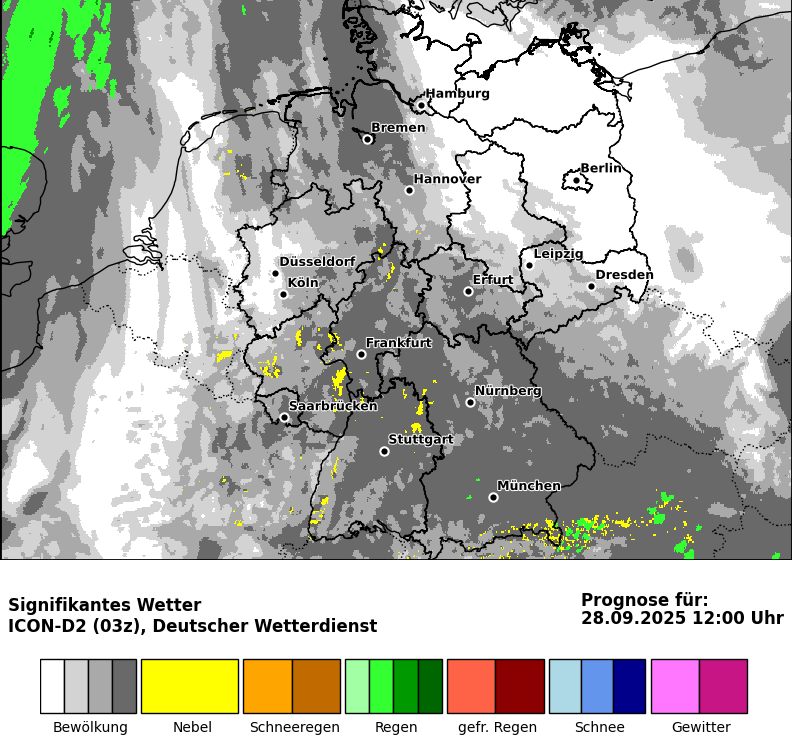 Hamburg
Bremen
Berlin
Hannover
Leipzig
Düsseldorf
Dresden
Köln
Erfurt
Frankfurt
Nürnberg
Saarbrücken
Stuttgart
München
Signifikantes Wetter
ICON-D2 (03z), Deutscher Wetterdienst
Prognose für:
28.09.2025 12:00 Uhr
Bewölkung Nebel Schneeregen Regen gefr. Regen Schnee Gewitter